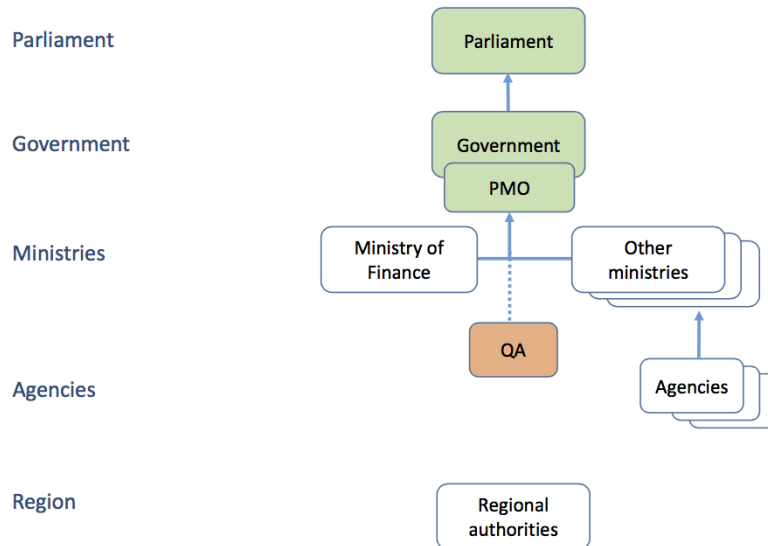 Parliament
Parliament
Government
Government
PMO
Ministries
Ministry of
Finance
Other
ministries
QA
Agencies
Agencies
Region
Regional
authorities